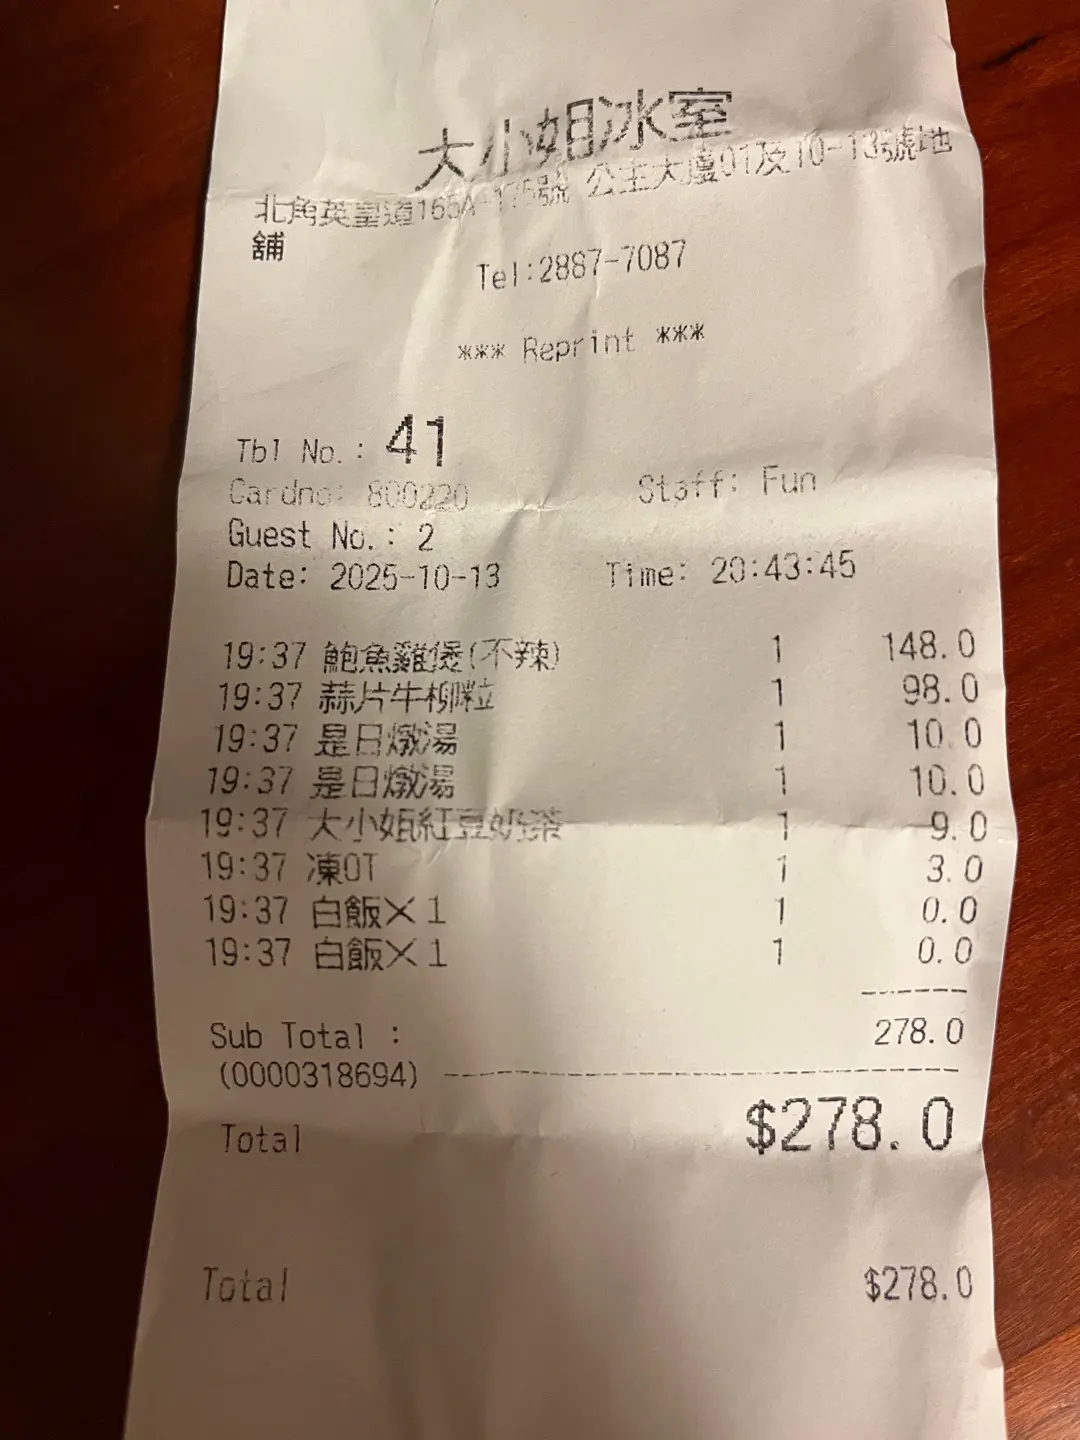 大小姐冰室
北角英皇道165A-175號 公主大廈01及10-13號地
舖
Tel:2887-7087
*** Reprint ***
Tbl No.: 41
Cardno: 800220 Staff: Fun
Guest No.: 2
Date: 2025-10-13 Time: 20:43:45
19:37 鮑魚雞煲(不辣) 1 148.0
19:37 蒜片牛柳粒 1 98.0
19:37 是日燉湯 1 10.0
19:37 是日燉湯 1 10.0
19:37 大小姐紅豆奶茶 1 9.0
19:37 凍OT 1 3.0
19:37 白飯×1 1 0.0
19:37 白飯×1 1 0.0
Sub Total : 278.0
(0000318694)
Total $278.0
Total $278.0